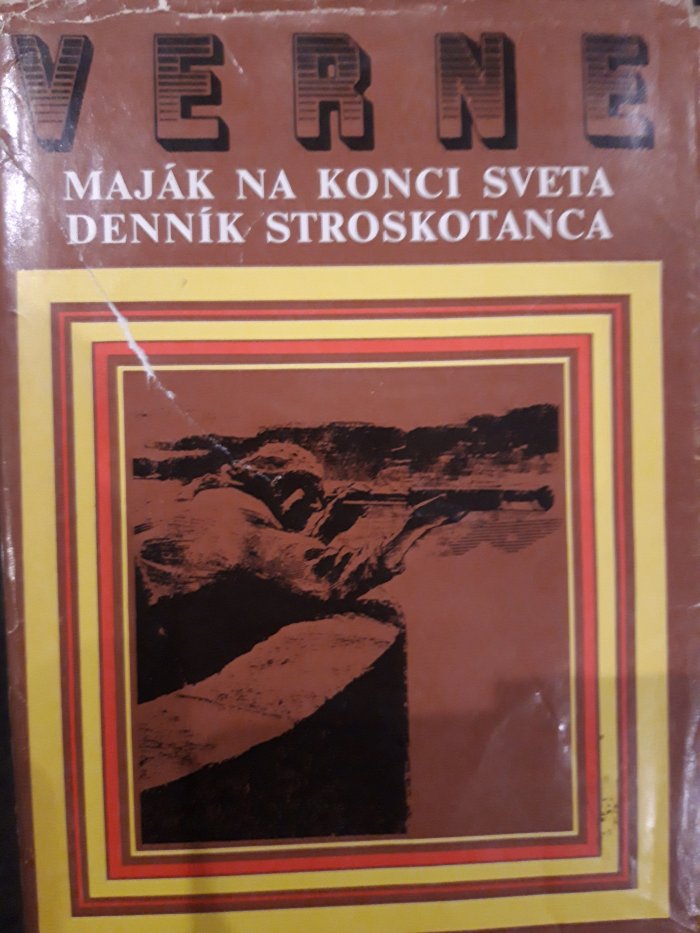 VERNE
MAJÁK NA KONCI SVETA
DENNÍK STROSKOTANCA